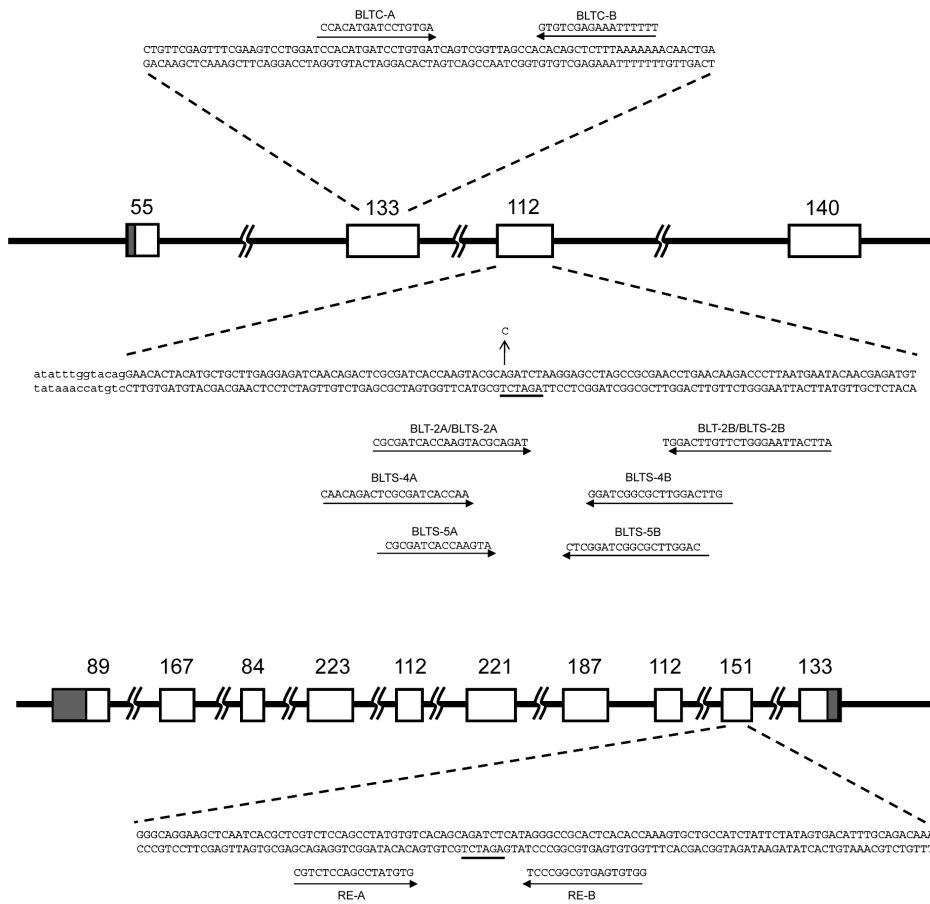 BLTC-A BLTC-B
CCACATGATCCTGTGA GTGTCGAGAAATTTTTT
CTGTTCGAGTTTCGAAGTCCTGGATCCACATGATCCTGTGATCAGTCGGTTAGCCACACAGCTCTTTAAAAAAACAACTGA
GACAAGCTCAAAGCTTCAGGACCTAGGTGTACTAGGACACTAGTCAGCCAATCGGTGTGTCGAGAAATTTTTTTGTTGACT
55 133 112 140
C
atatttggtacagGAACACTACATGCTGCTTGAGGAGATCAACAGACTCGCGATCACCAAGTACGCAGATCTAAGGAGCCTAGCCGCGAACCTGAACAAGACCCTTAATGAATACAACGAGATGT
tataaaccatgtcCTTGTGATGTACGACGAACTCCTCTAGTTGTCTGAGCGCTAGTGGTTCATGCGTCTAGATTCCTCGGATCGGCGCTTGGACTTGTTCTGGGAATTACTTATGTTGCTCTACA
BLT-2A/BLTS-2A BLT-2B/BLTS-2B
CGCGATCACCAAGTACGCAGAT TGGACTTGTTCTGGGAATTACTTA
BLTS-4A BLTS-4B
CAACAGACTCGCGATCACCAA GGATCGGCGCTTGGACTTG
BLTS-5A BLTS-5B
CGCGATCACCAAGTA CTCGGATCGGCGCTTGGAC
89 167 84 223 112 221 187 112 151 133
GGGCAGGAAGCTCAATCACGCTCGTCTCCAGCCTATGTGTCACAGCAGATCTCATAGGGCCGCACTCACACCAAAGTGCTGCCATCTATTCTATAGTGACATTTGCAGACAAA
CCCGTCCTTCGAGTTAGTGCGAGCAGAGGTCGGATACACAGTGTCGTCTAGAGTATCCCGGCGTGAGTGTGGTTTCACGACGGTAGATAAGATATCACTGTAAACGTCTGTTT
CGTCTCCAGCCTATGTG TCCCGGCGTGAGTGTGG
RE-A RE-B